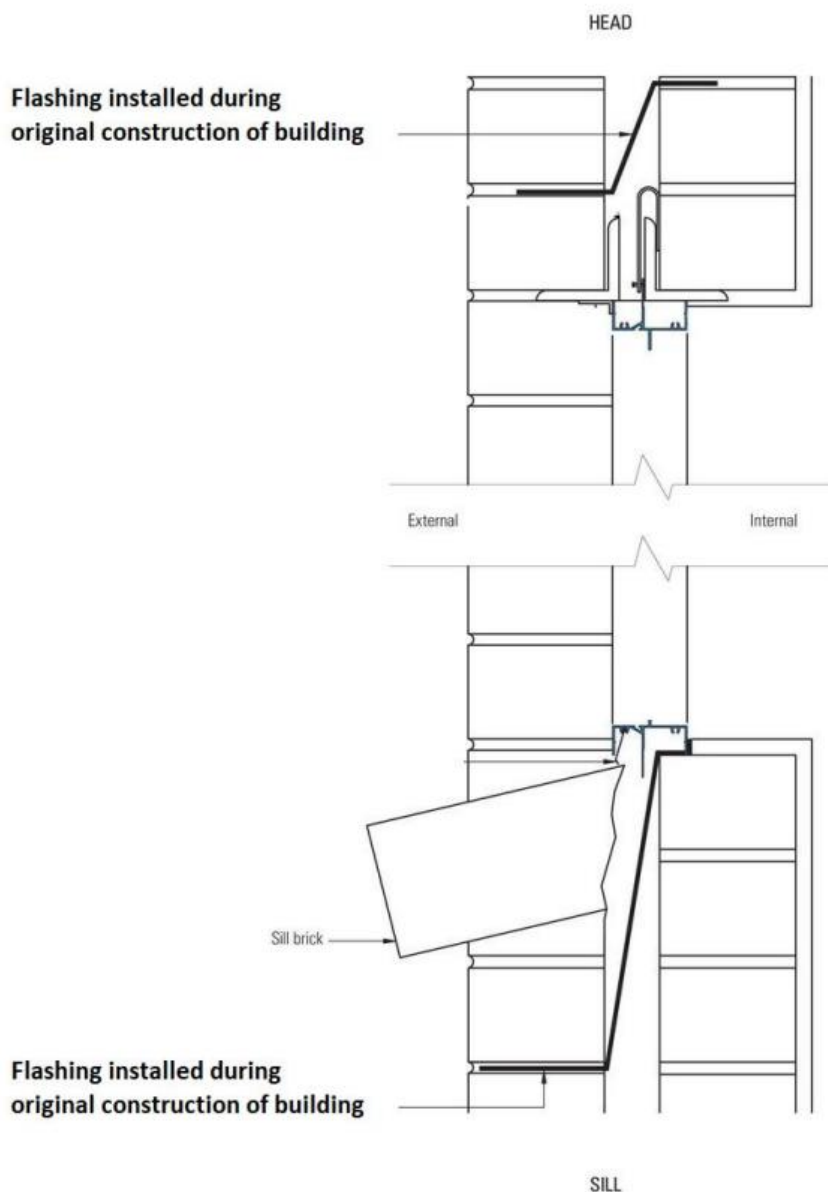 HEAD
Flashing installed during
original construction of building
External
Internal
Sill brick
Flashing installed during
original construction of building
SILL